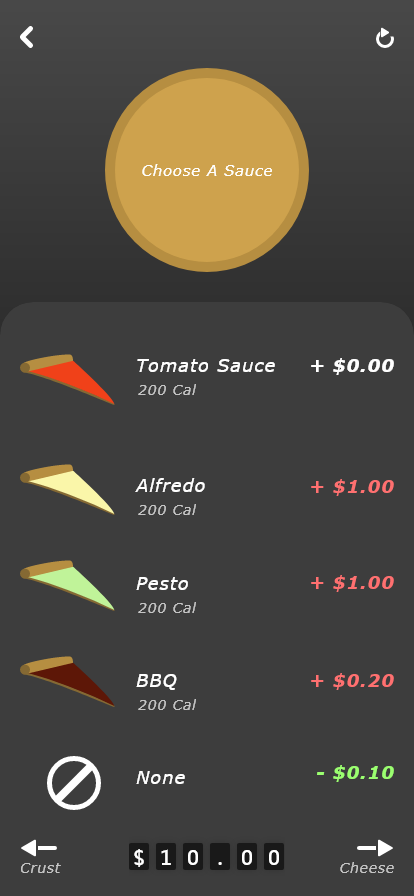 Choose A Sauce
Tomato Sauce + $0.00
200 Cal
Alfredo + $1.00
200 Cal
Pesto + $1.00
200 Cal
BBQ + $0.20
200 Cal
None - $0.10
$10.00
Crust Cheese